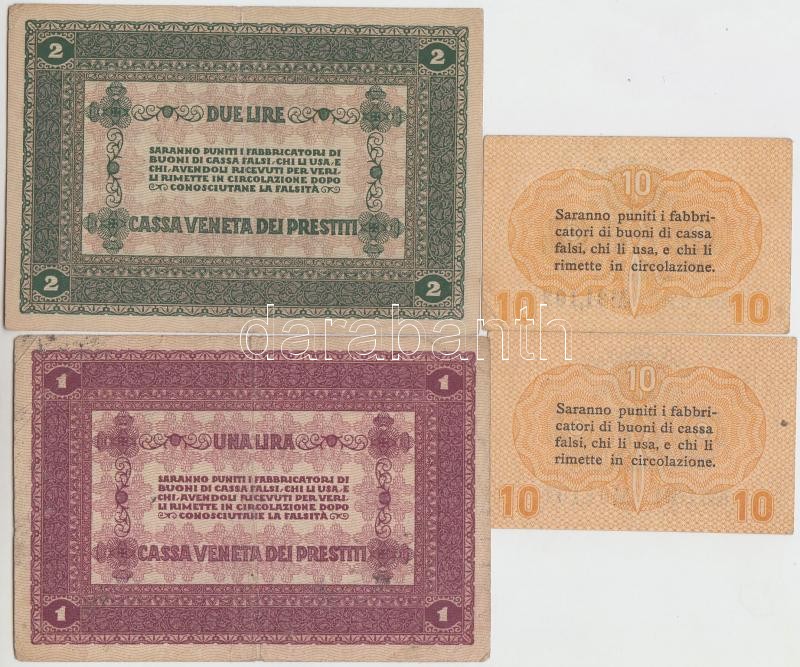 2 2
DUE LIRE
SARANNO PUNITI I FABBRICATORI DI
BUONI DI CASSA FALSI, CHI LI USA, E
CHI, AVENDOLI RICEVUTI PER VERI,
LI RIMETTE IN CIRCOLAZIONE DOPO
CONOSCIUTANE LA FALSITÀ
CASSA VENETA DEI PRESTITI
2 2
10
Saranno puniti i fabbri-
catori di buoni di cassa
falsi, chi li usa, e chi li
rimette in circolazione.
10 10
darabanth
1 1
UNA LIRA
SARANNO PUNITI I FABBRICATORI DI
BUONI DI CASSA FALSI, CHI LI USA, E
CHI, AVENDOLI RICEVUTI PER VERI,
LI RIMETTE IN CIRCOLAZIONE DOPO
CONOSCIUTANE LA FALSITÀ
CASSA VENETA DEI PRESTITI
1 1
10
Saranno puniti i fabbri-
catori di buoni di cassa
falsi, chi li usa, e chi li
rimette in circolazione.
10 10